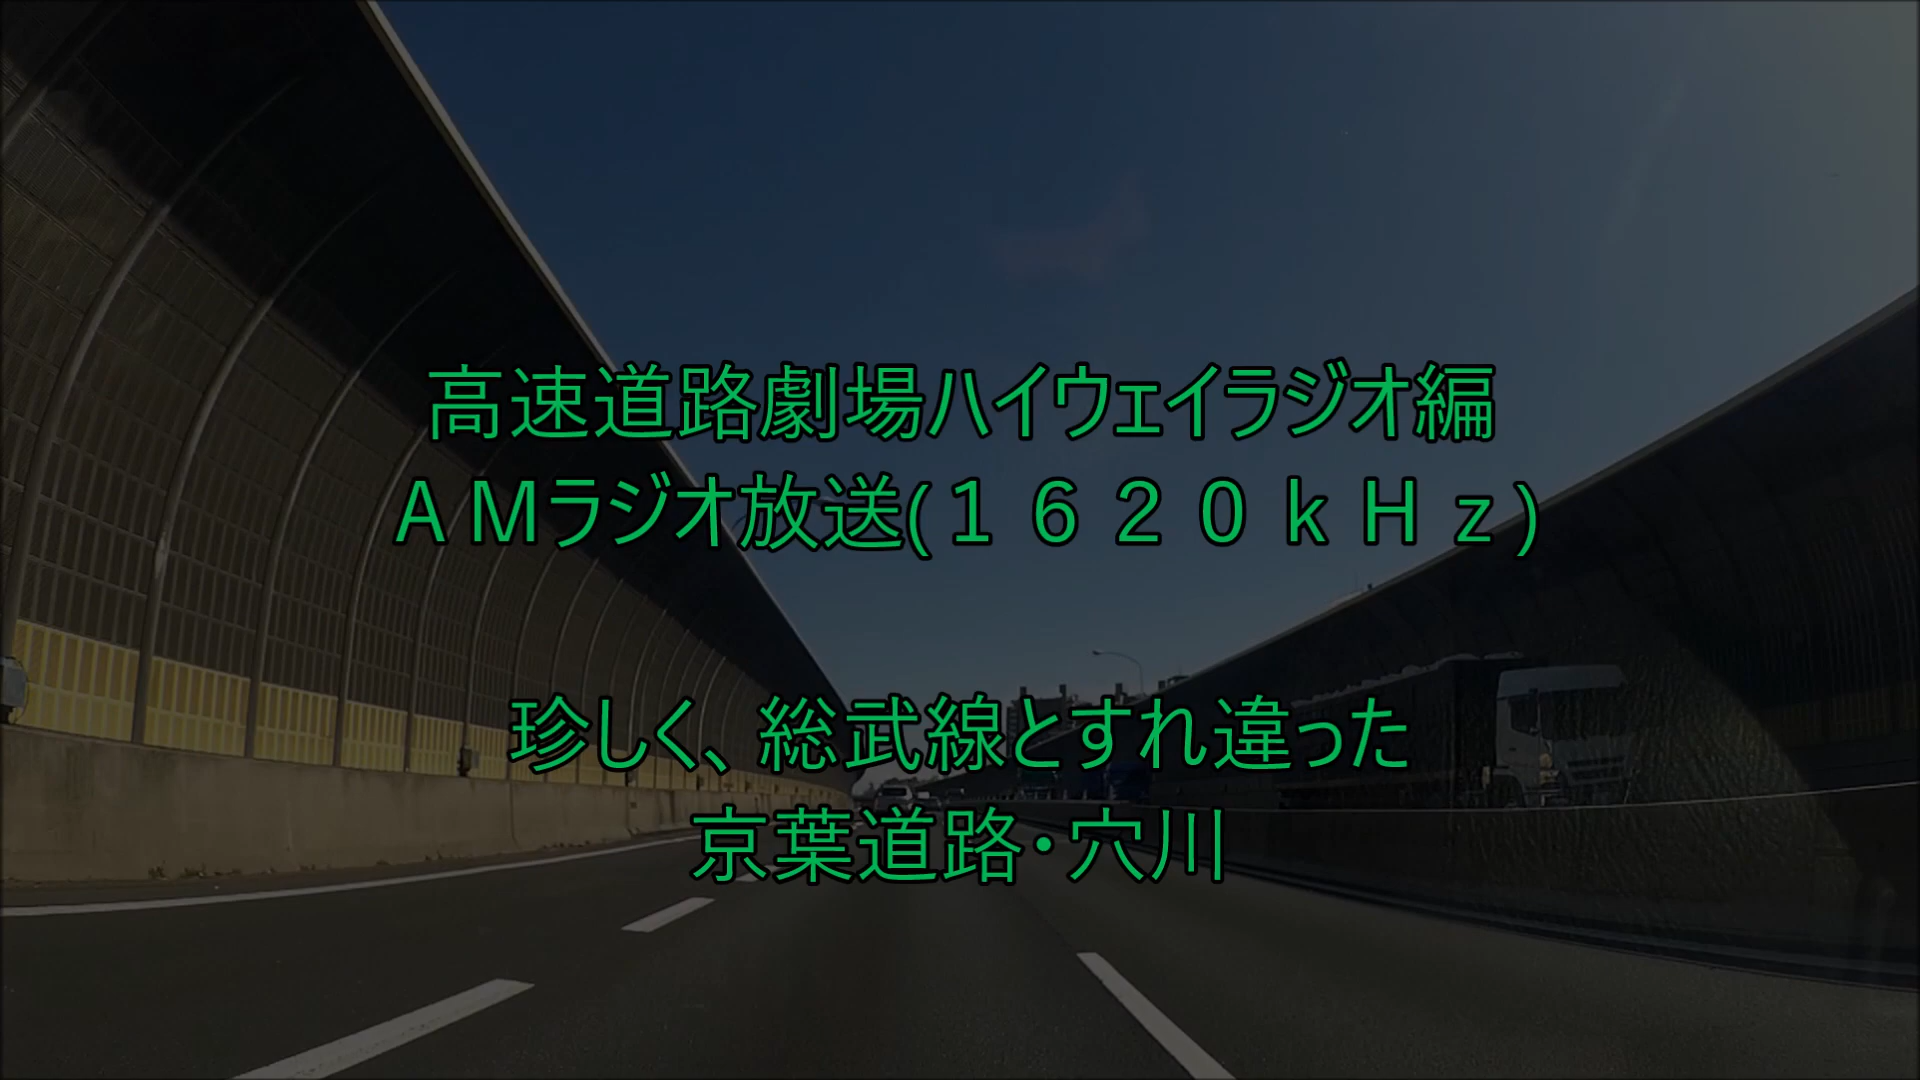 高速道路劇場ハイウェイラジオ編
ＡＭラジオ放送(１６２０ｋＨｚ)
珍しく、総武線とすれ違った
京葉道路・穴川